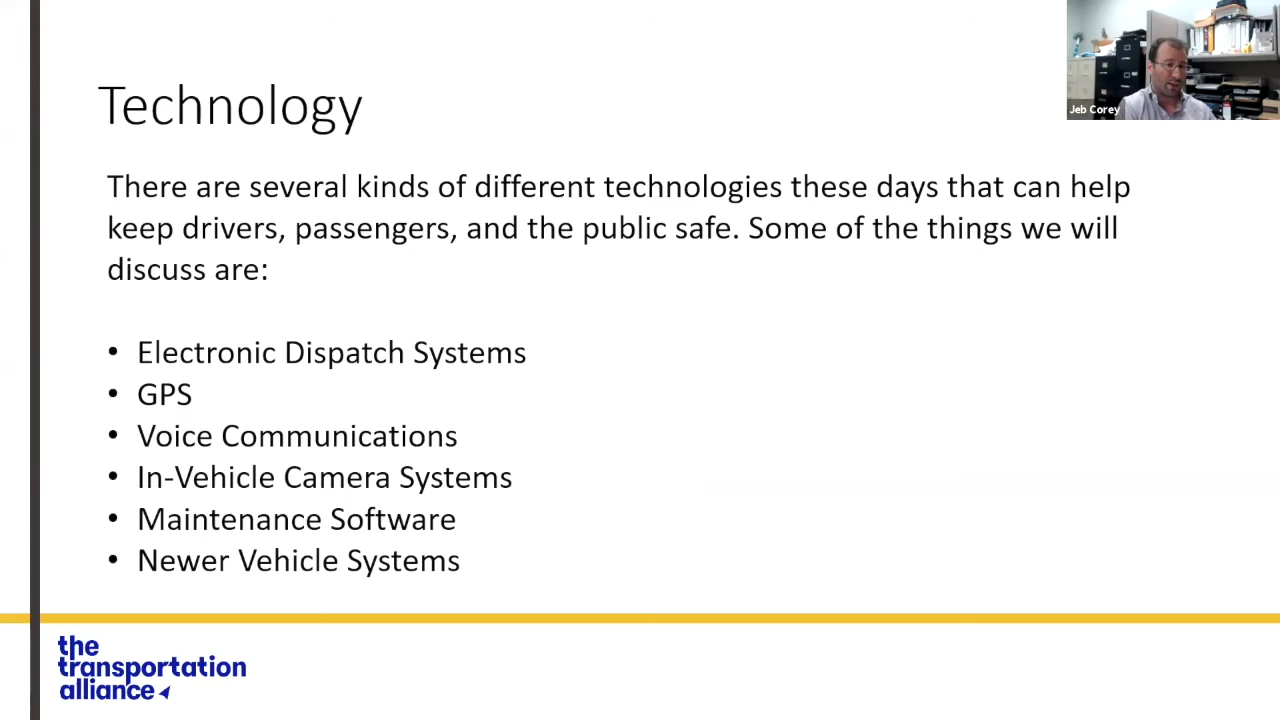 Technology
Jeb Corey
There are several kinds of different technologies these days that can help
keep drivers, passengers, and the public safe. Some of the things we will
discuss are:
• Electronic Dispatch Systems
• GPS
• Voice Communications
• In-Vehicle Camera Systems
• Maintenance Software
• Newer Vehicle Systems
the
transportation
alliance